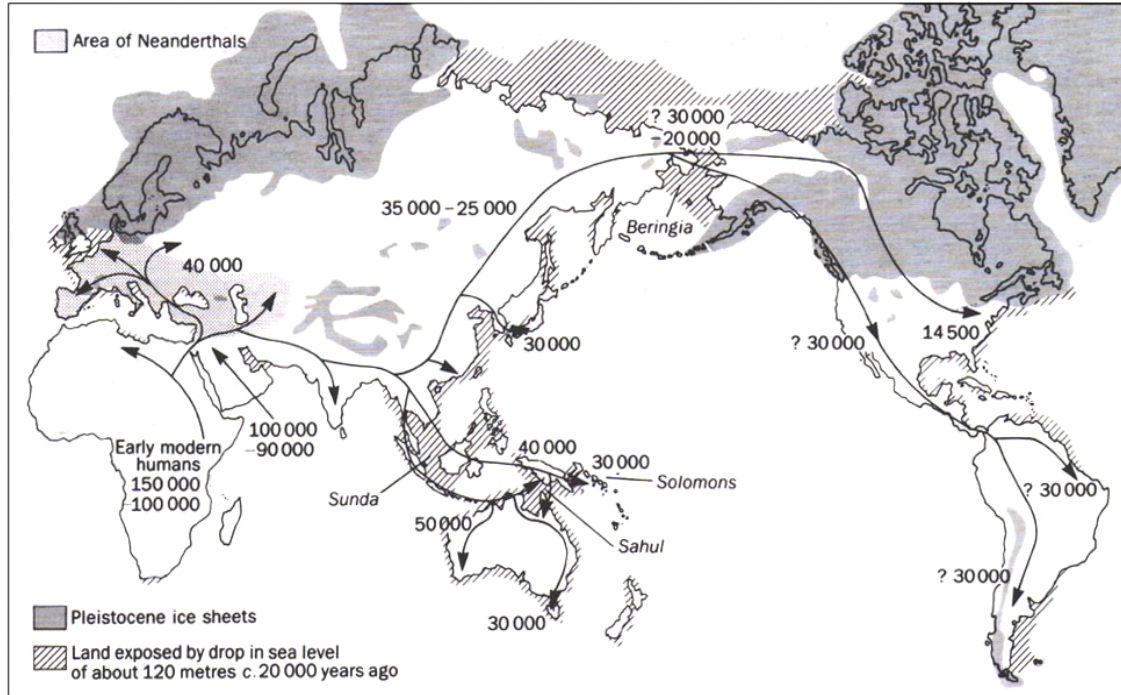 Area of Neanderthals
? 30 000
– 20 000
35 000 – 25 000
Beringia
40 000
30 000
14 500
? 30 000
100 000
–90 000
Early modern
humans
150 000
–100 000
40 000
30 000
Solomons
Sunda
? 30 000
50 000
Sahul
? 30 000
30 000
Pleistocene ice sheets
Land exposed by drop in sea level
of about 120 metres c. 20 000 years ago